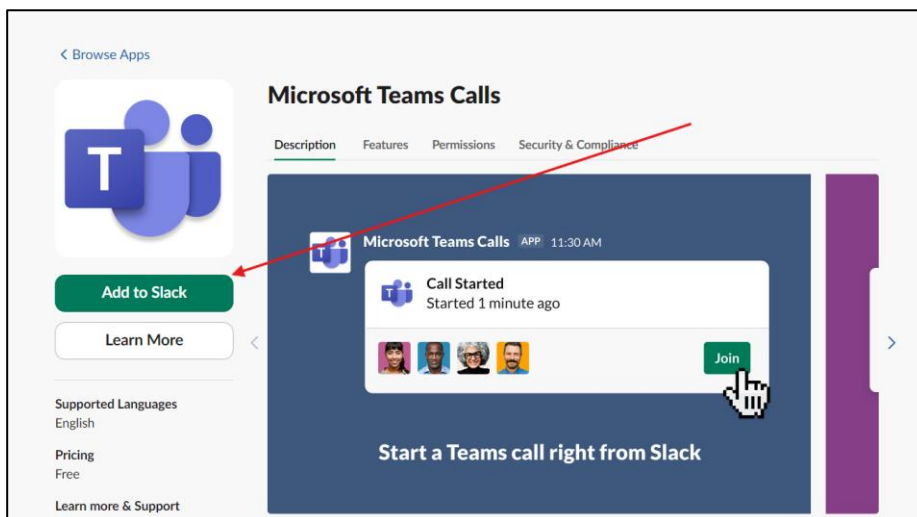 < Browse Apps
T
Add to Slack
Learn More
Supported Languages
English
Pricing
Free
Learn more & Support
Microsoft Teams Calls
Description Features Permissions Security & Compliance
T
Microsoft Teams Calls APP 11:30 AM
T
Call Started
Started 1 minute ago
Join
Start a Teams call right from Slack